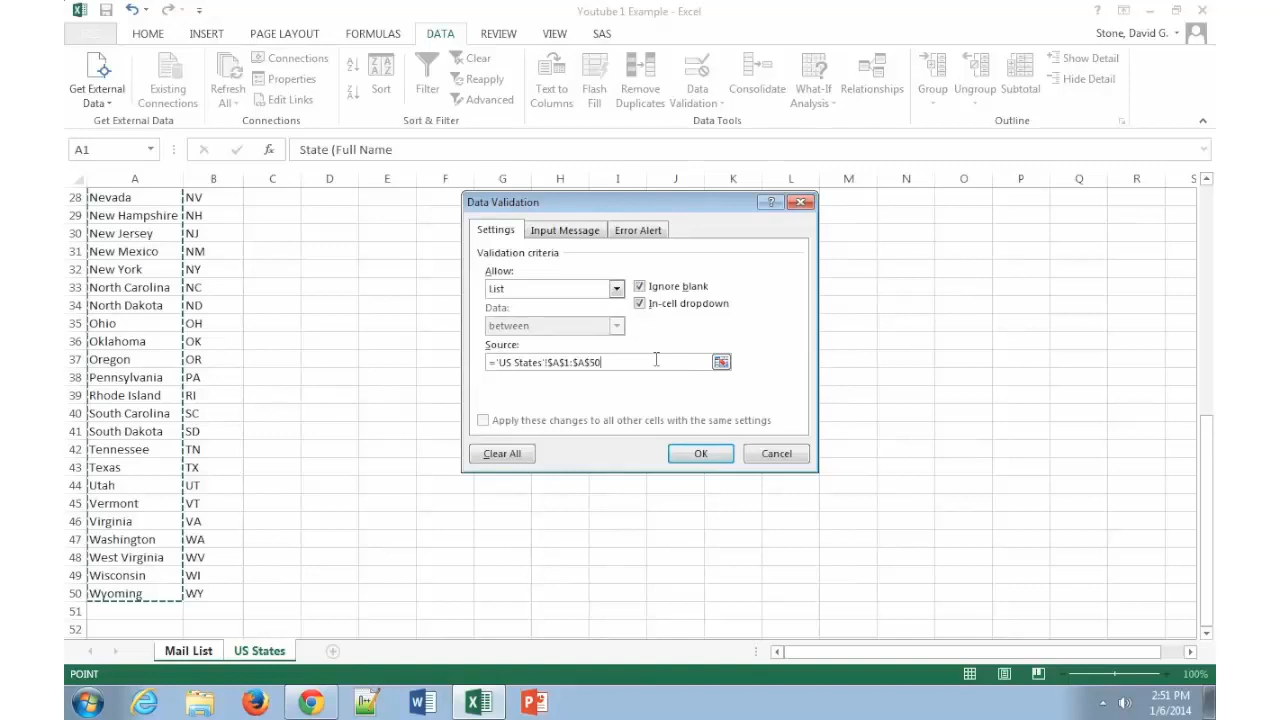 Youtube 1 Example - Excel
HOME INSERT PAGE LAYOUT FORMULAS DATA REVIEW VIEW SAS
Stone, David G.
Get External Data
Existing Connections
Refresh All
Connections
Properties
Edit Links
Sort
Filter
Clear
Reapply
Advanced
Text to Columns
Flash Fill
Remove Duplicates
Data Validation
Consolidate
What-If Analysis
Relationships
Group
Ungroup
Subtotal
Show Detail
Hide Detail
Get External Data
Connections
Sort & Filter
Data Tools
Outline
A1
fx
State (Full Name
A B C D E F G H I J K L M N O P Q R S
28 Nevada NV
29 New Hampshire NH
30 New Jersey NJ
31 New Mexico NM
32 New York NY
33 North Carolina NC
34 North Dakota ND
35 Ohio OH
36 Oklahoma OK
37 Oregon OR
38 Pennsylvania PA
39 Rhode Island RI
40 South Carolina SC
41 South Dakota SD
42 Tennessee TN
43 Texas TX
44 Utah UT
45 Vermont VT
46 Virginia VA
47 Washington WA
48 West Virginia WV
49 Wisconsin WI
50 Wyoming WY
51
52
Data Validation
Settings Input Message Error Alert
Validation criteria
Allow:
List
Ignore blank
In-cell dropdown
Data:
between
Source:
='US States'!$A$1:$A$50
Apply these changes to all other cells with the same settings
Clear All OK Cancel
Mail List US States
POINT
100%
2:51 PM
1/6/2014